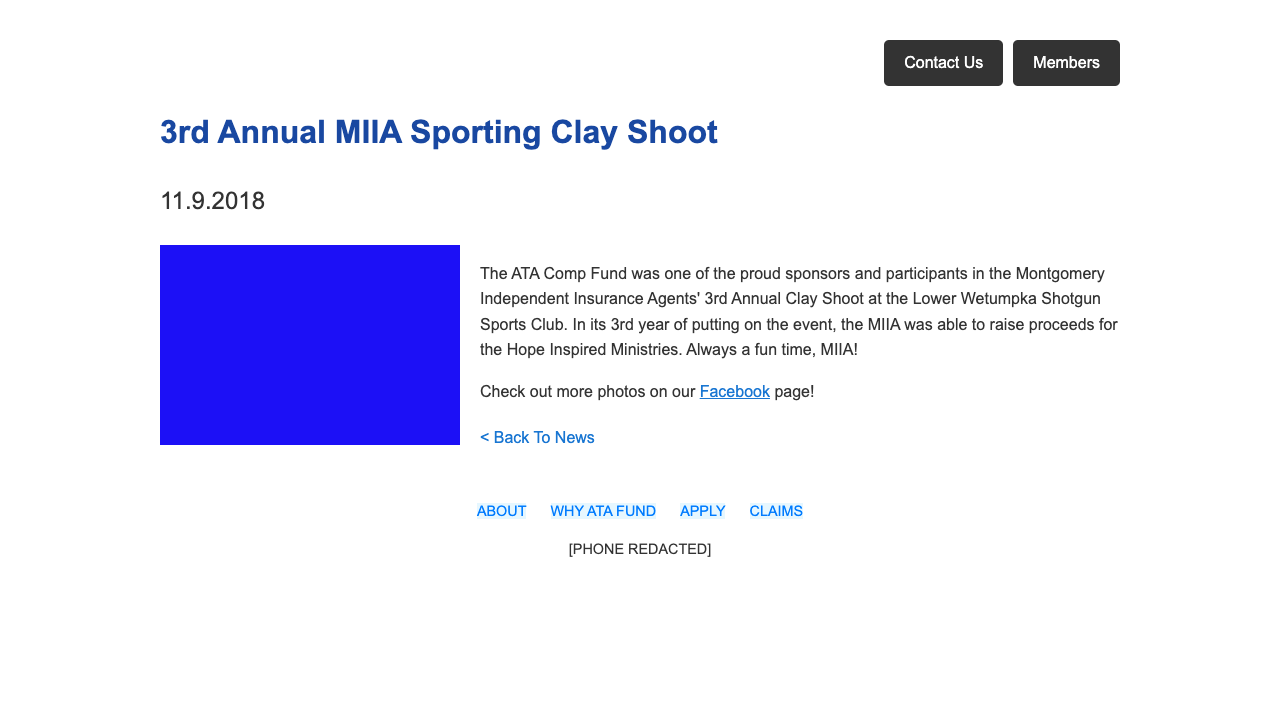 Contact Us Members
3rd Annual MIIA Sporting Clay Shoot
11.9.2018
The ATA Comp Fund was one of the proud sponsors and participants in the Montgomery
Independent Insurance Agents' 3rd Annual Clay Shoot at the Lower Wetumpka Shotgun
Sports Club. In its 3rd year of putting on the event, the MIIA was able to raise proceeds for
the Hope Inspired Ministries. Always a fun time, MIIA!
Check out more photos on our Facebook page!
< Back To News
ABOUT WHY ATA FUND APPLY CLAIMS
[PHONE REDACTED]